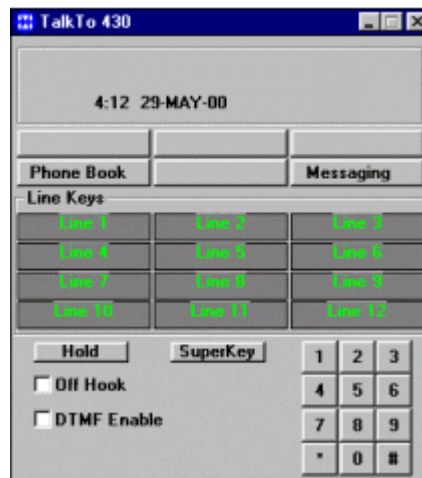 TalkTo 430
4:12 29-MAY-00
Phone Book Messaging
Line Keys
Line 1 Line 2 Line 3
Line 4 Line 5 Line 6
Line 7 Line 8 Line 9
Line 10 Line 11 Line 12
Hold SuperKey 1 2 3
Off Hook 4 5 6
DTMF Enable 7 8 9
* 0 #